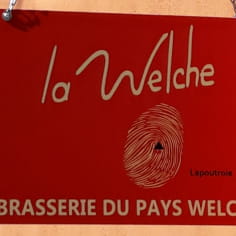 la Welche
Lapoutroie
BRASSERIE DU PAYS WELC